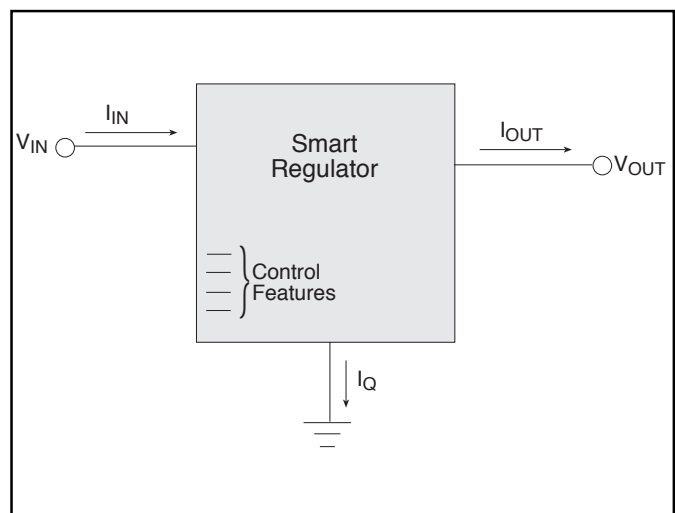 I_IN
V_IN
Smart
Regulator
I_OUT
V_OUT
Control
Features
I_Q